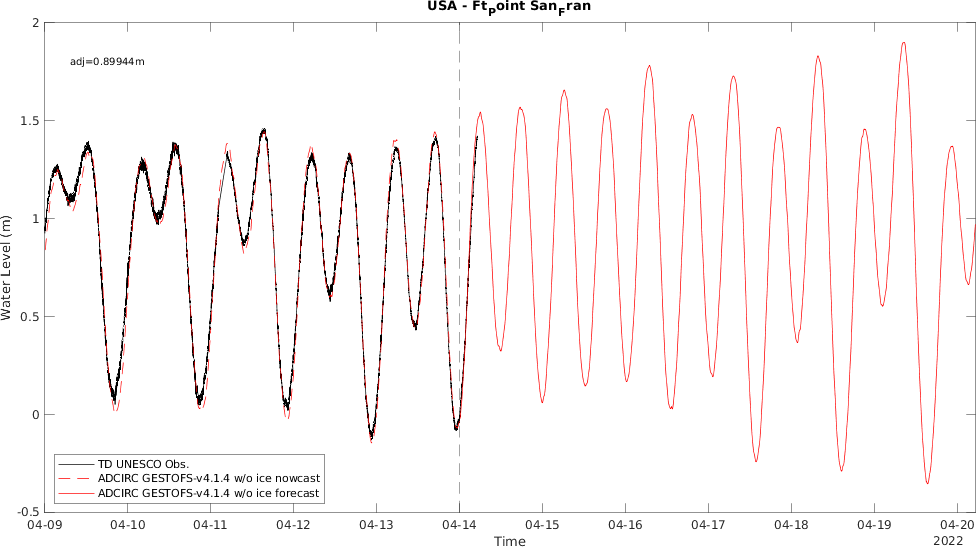 USA - Ft_Point San_Fran
2
adj=0.89944m
1.5
1
Water Level (m)
0.5
0
TD UNESCO Obs.
ADCIRC GESTOFS-v4.1.4 w/o ice nowcast
ADCIRC GESTOFS-v4.1.4 w/o ice forecast
-0.5
04-09 04-10 04-11 04-12 04-13 04-14 04-15 04-16 04-17 04-18 04-19 04-20
Time 2022